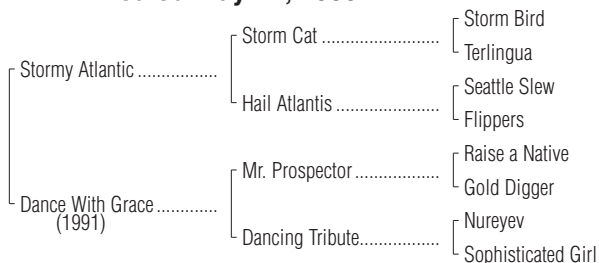 Storm Bird
Storm Cat ........................
Terlingua
Stormy Atlantic ................
Seattle Slew
Hail Atlantis .....................
Flippers
Raise a Native
Mr. Prospector .................
Gold Digger
Dance With Grace ............
(1991)
Nureyev
Dancing Tribute................
Sophisticated Girl